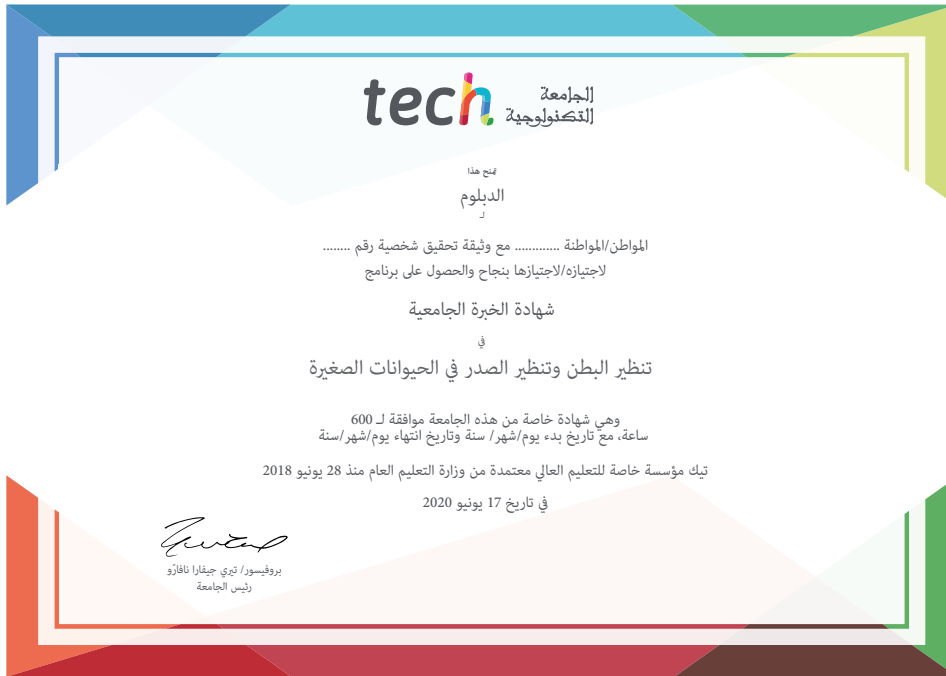 tech الجامعة
التكنولوجية
يمنح هذا
الدبلوم
لـ
المواطن/المواطنة ............ مع وثيقة تحقيق شخصية رقم ........
لاجتيازه/لاجتيازها بنجاح والحصول على برنامج
شهادة الخبرة الجامعية
في
تنظير البطن وتنظير الصدر في الحيوانات الصغيرة
وهي شهادة خاصة من هذه الجامعة موافقة لـ 600
ساعة، مع تاريخ بدء يوم/شهر/ سنة وتاريخ انتهاء يوم/شهر/سنة
تيك مؤسسة خاصة للتعليم العالي معتمدة من وزارة التعليم العام منذ 28 يونيو 2018
في تاريخ 17 يونيو 2020
بروفيسور/ تيري جيفارا نافارو
رئيس الجامعة